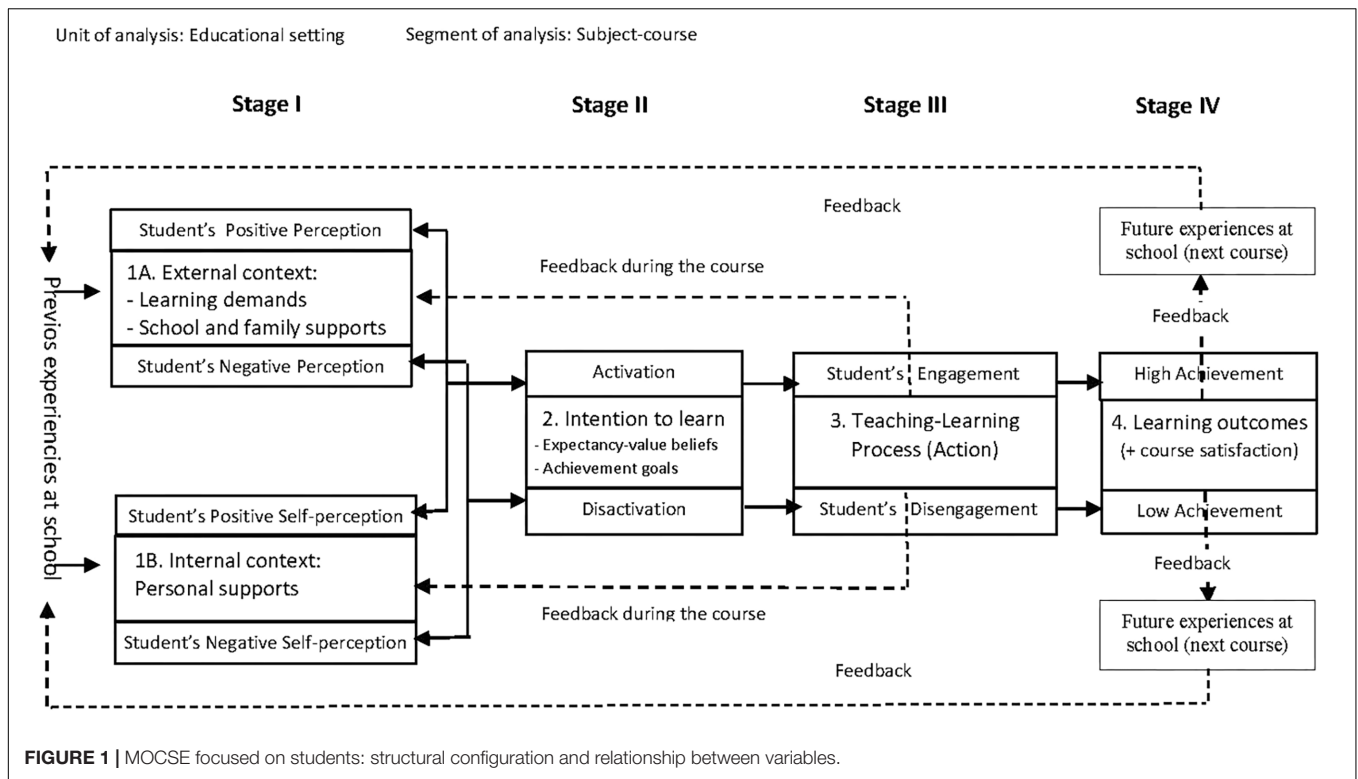 Unit of analysis: Educational setting
Segment of analysis: Subject-course
Stage I
Stage II
Stage III
Stage IV
Feedback
Previos experiencies at school
Student's Positive Perception
1A. External context:
- Learning demands
- School and family supports
Student's Negative Perception
Feedback during the course
Future experiences at
school (next course)
Feedback
Activation
2. Intention to learn
- Expectancy-value beliefs
- Achievement goals
Disactivation
Student's Engagement
3. Teaching-Learning
Process (Action)
Student's Disengagement
High Achievement
4. Learning outcomes
(+ course satisfaction)
Low Achievement
Student's Positive Self-perception
1B. Internal context:
Personal supports
Student's Negative Self-perception
Feedback during the course
Feedback
Future experiences at
school (next course)
Feedback
FIGURE 1 | MOCSE focused on students: structural configuration and relationship between variables.